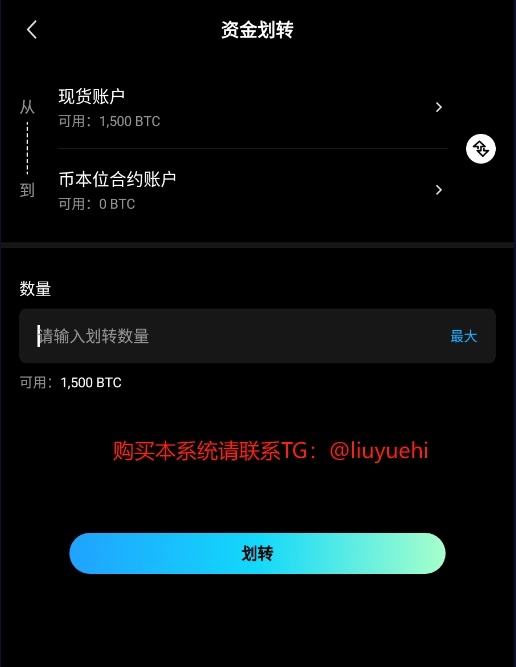 资金划转
从
现货账户
可用：1,500 BTC
到
币本位合约账户
可用：0 BTC
数量
请输入划转数量 最大
可用：1,500 BTC
购买本系统请联系TG：@liuyuehi
划转